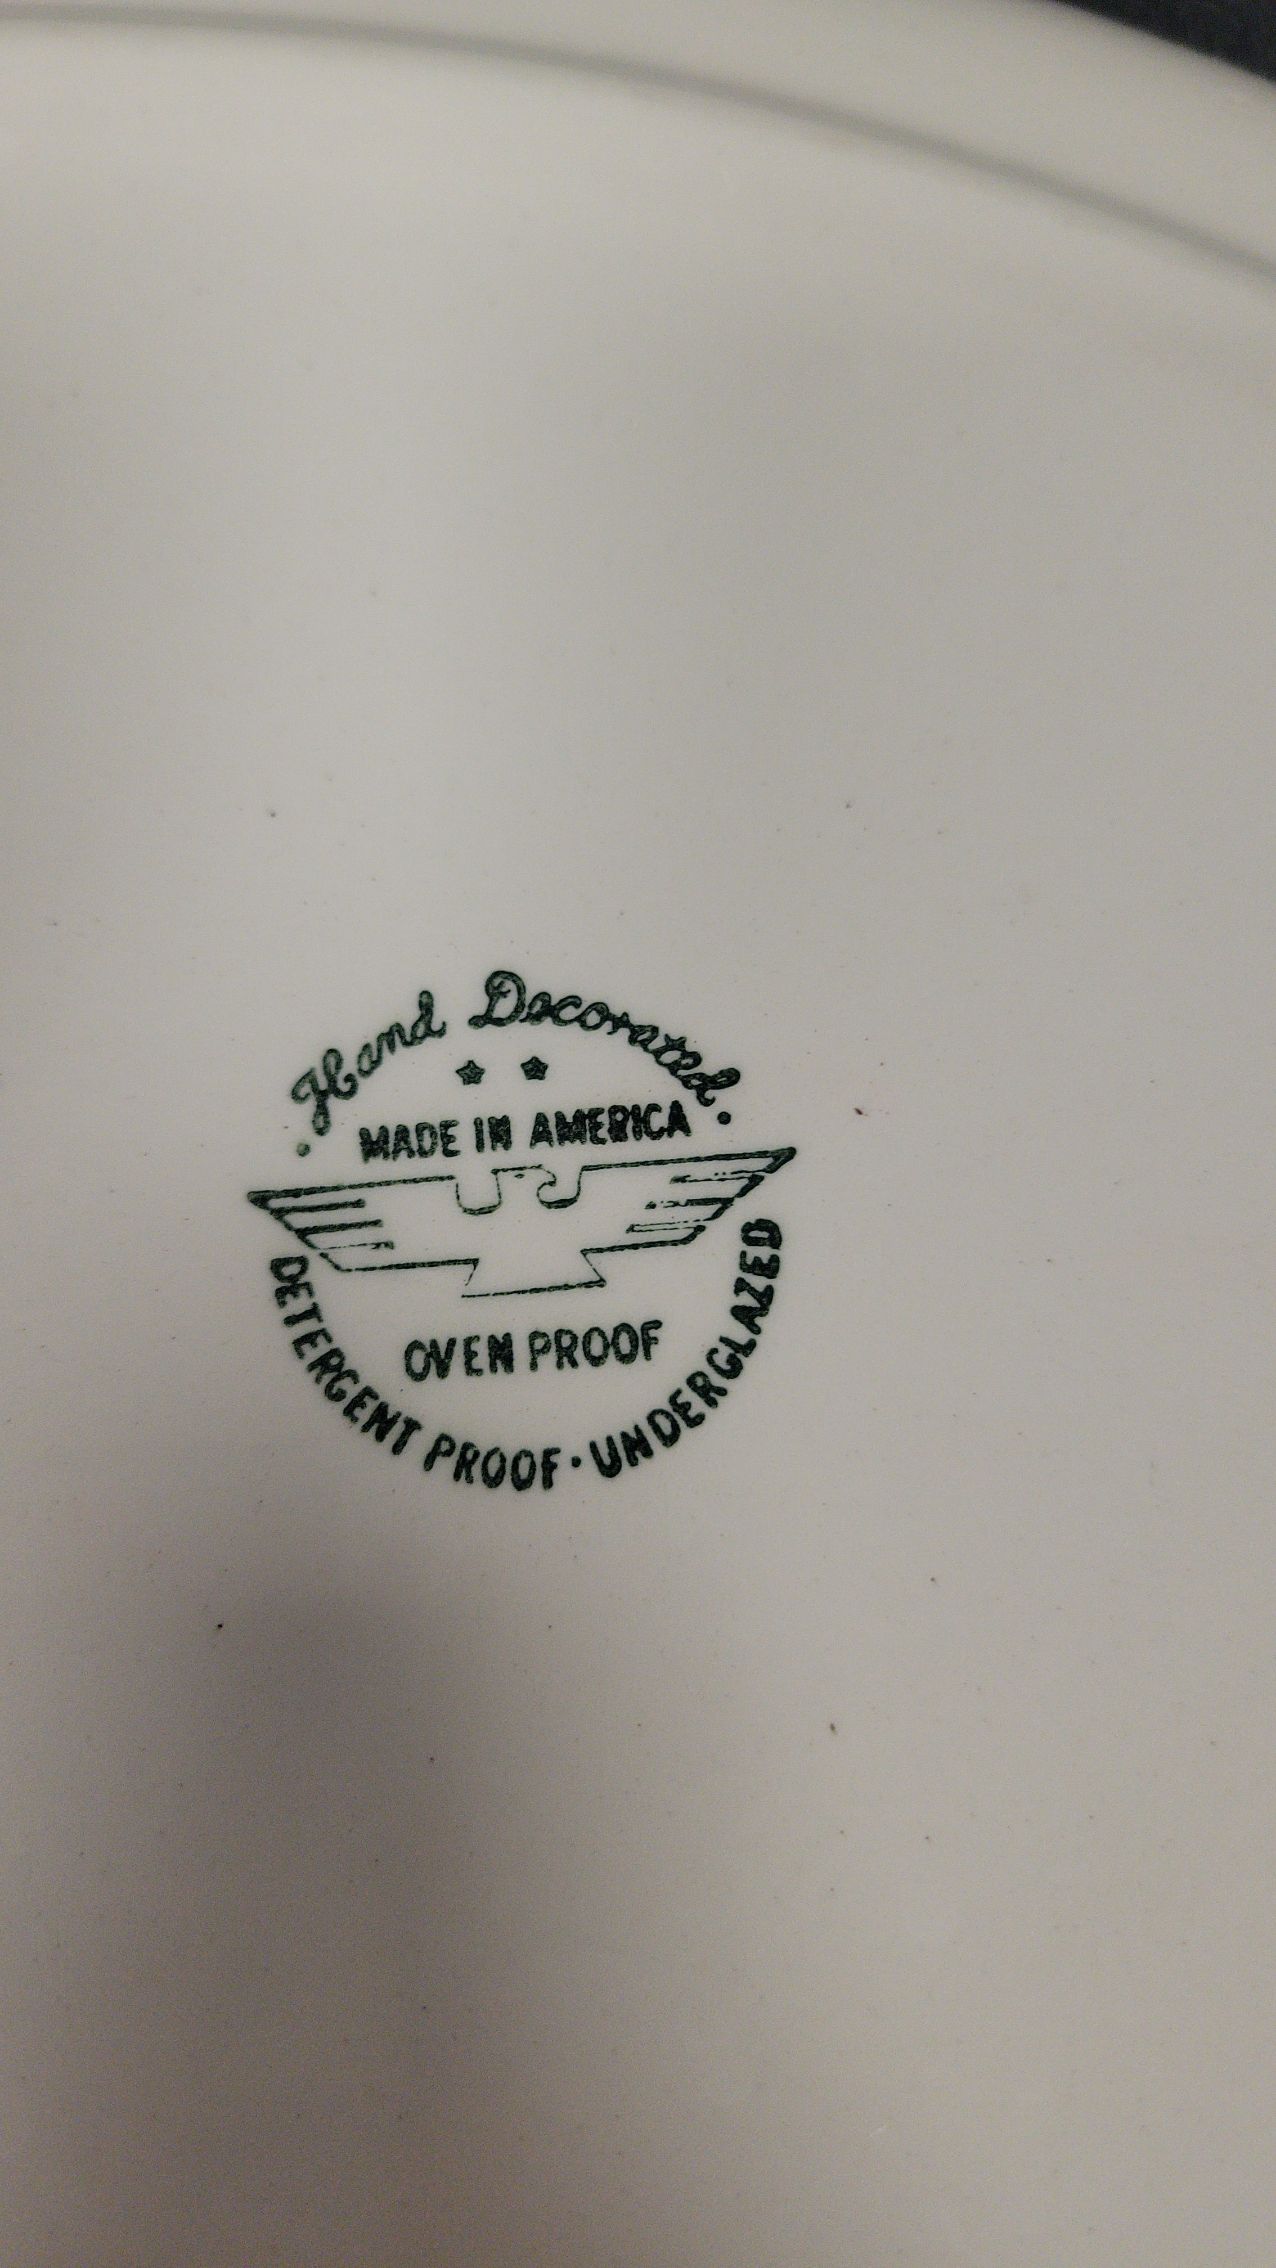 Hand Decorated
MADE IN AMERICA
OVEN PROOF
DETERGENT PROOF · UNDERGLAZED